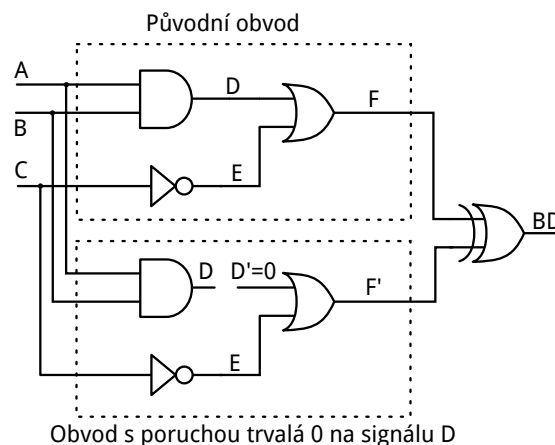 Původní obvod
A
D
F
B
C
E
BD
D D'=0
F'
E
Obvod s poruchou trvalá 0 na signálu D